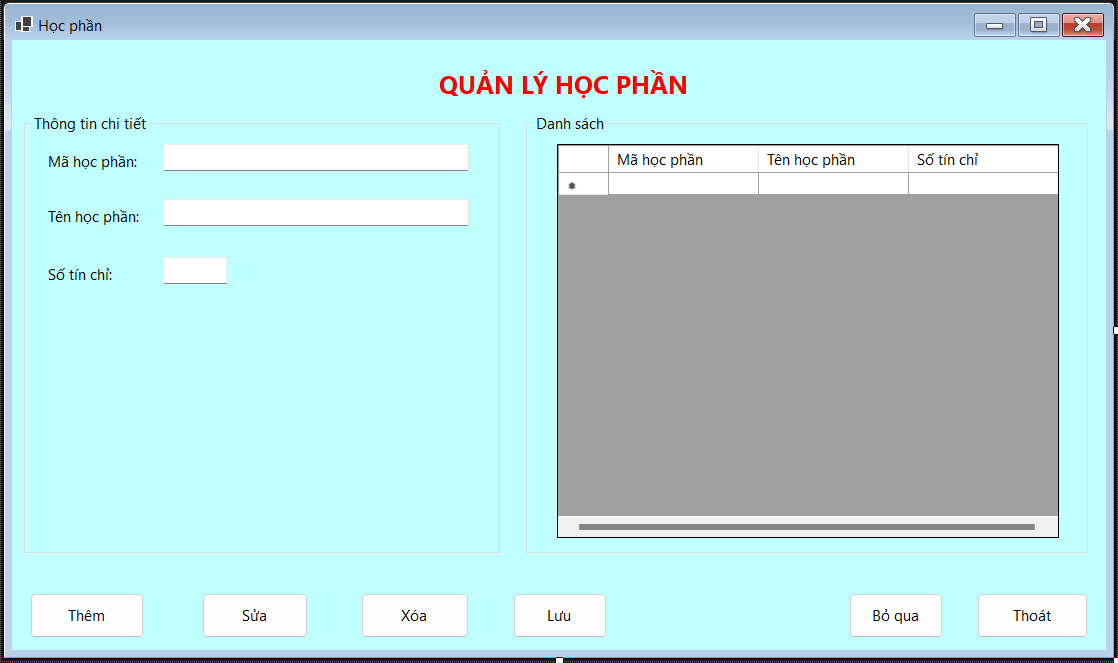 Học phần
QUẢN LÝ HỌC PHẦN
Thông tin chi tiết
Mã học phần:
Tên học phần:
Số tín chỉ:
Danh sách
Mã học phần Tên học phần Số tín chỉ
Thêm Sửa Xóa Lưu Bỏ qua Thoát